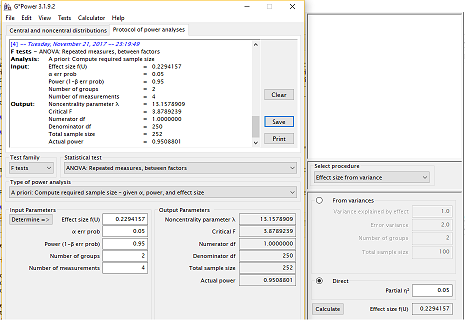 G*Power 3.1.9.2
File Edit View Tests Calculator Help
Central and noncentral distributions Protocol of power analyses
[4] -- Tuesday, November 21, 2017 -- 23:19:49
F tests - ANOVA: Repeated measures, between factors
Analysis: A priori: Compute required sample size
Input: Effect size f(U) = 0.2294157
α err prob = 0.05
Power (1-β err prob) = 0.95
Number of groups = 2
Number of measurements = 4
Output: Noncentrality parameter λ = 13.1578909
Critical F = 3.8789239
Numerator df = 1.0000000
Denominator df = 250
Total sample size = 252
Actual power = 0.9508801
Clear
Save
Print
Test family Statistical test
F tests ANOVA: Repeated measures, between factors
Type of power analysis
A priori: Compute required sample size - given α, power, and effect size
Input Parameters
Determine => Effect size f(U) 0.2294157
α err prob 0.05
Power (1-β err prob) 0.95
Number of groups 2
Number of measurements 4
Output Parameters
Noncentrality parameter λ 13.1578909
Critical F 3.8789239
Numerator df 1.0000000
Denominator df 250
Total sample size 252
Actual power 0.9508801
Select procedure
Effect size from variance
From variances
Variance explained by effect 1.0
Error variance 2.0
Number of groups 2
Total sample size 100
Direct
Partial η² 0.05
Calculate Effect size f(U) 0.2294157